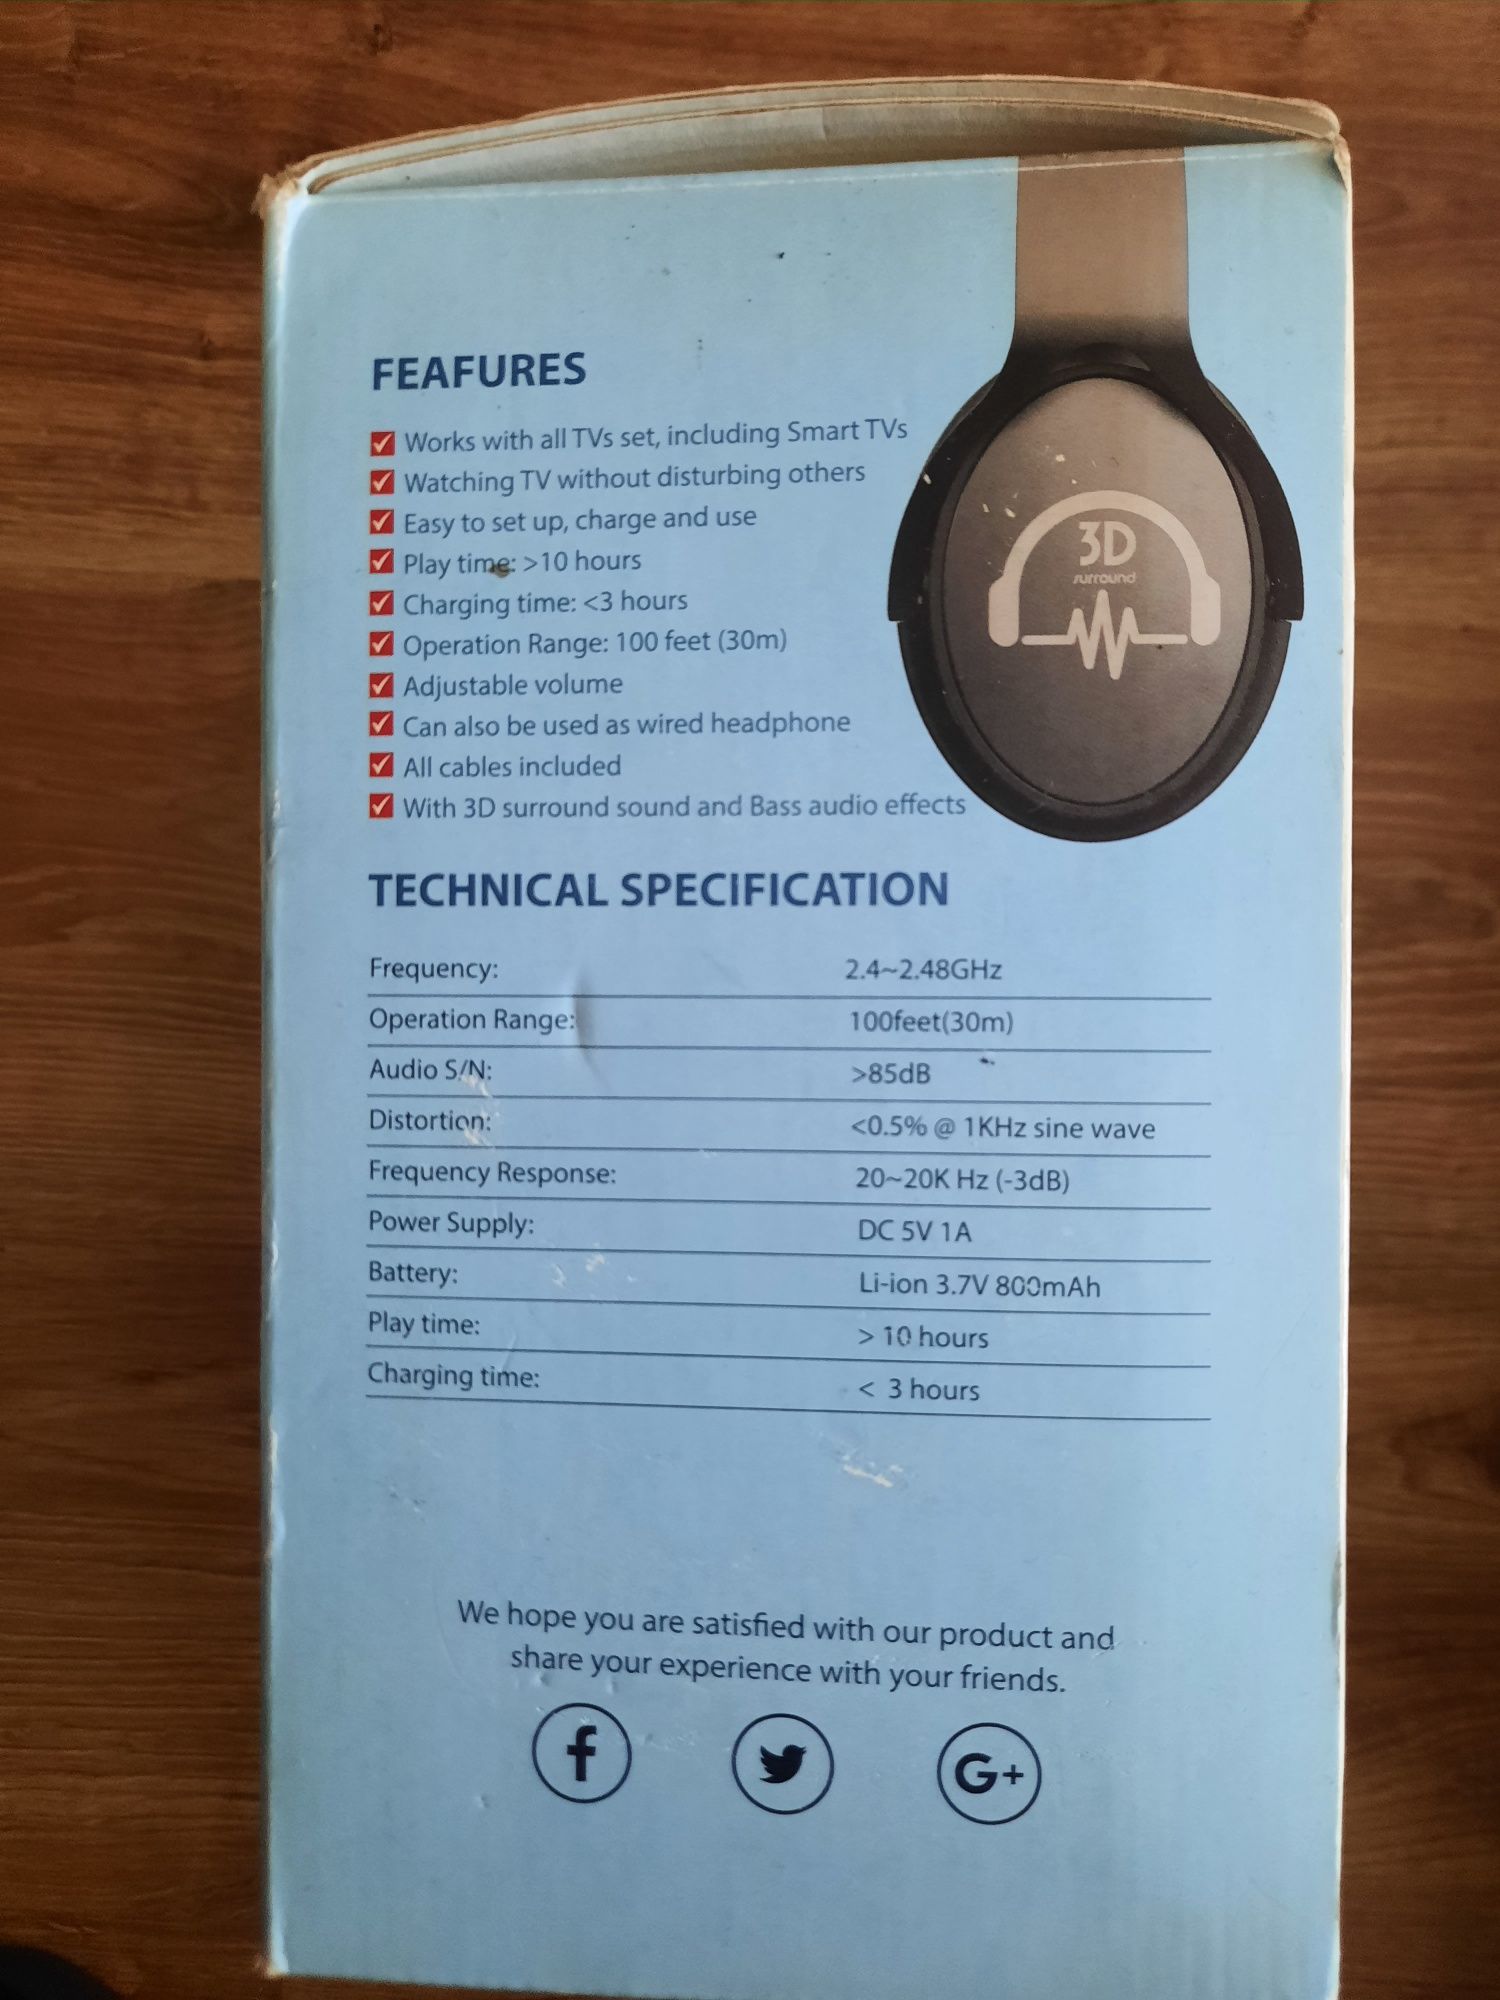 FEAFURES
Works with all TVs set, including Smart TVs
Watching TV without disturbing others
Easy to set up, charge and use
Play time: >10 hours
Charging time: <3 hours
Operation Range: 100 feet (30m)
Adjustable volume
Can also be used as wired headphone
All cables included
With 3D surround sound and Bass audio effects
3D
surround
TECHNICAL SPECIFICATION
Frequency: 2.4~2.48GHz
Operation Range: 100feet(30m)
Audio S/N: >85dB
Distortion: <0.5% @ 1KHz sine wave
Frequency Response: 20~20K Hz (-3dB)
Power Supply: DC 5V 1A
Battery: Li-ion 3.7V 800mAh
Play time: > 10 hours
Charging time: < 3 hours
We hope you are satisfied with our product and
share your experience with your friends.
f G+